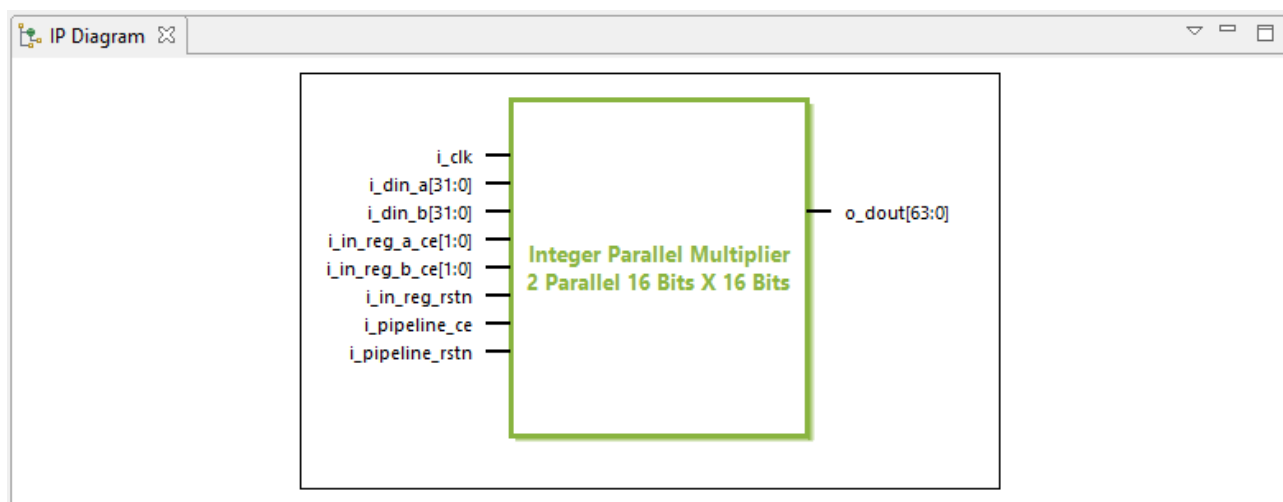 IP Diagram
i_clk
i_din_a[31:0]
i_din_b[31:0]
o_dout[63:0]
i_in_reg_a_ce[1:0]
i_in_reg_b_ce[1:0]
i_in_reg_rstn
i_pipeline_ce
i_pipeline_rstn
Integer Parallel Multiplier
2 Parallel 16 Bits X 16 Bits